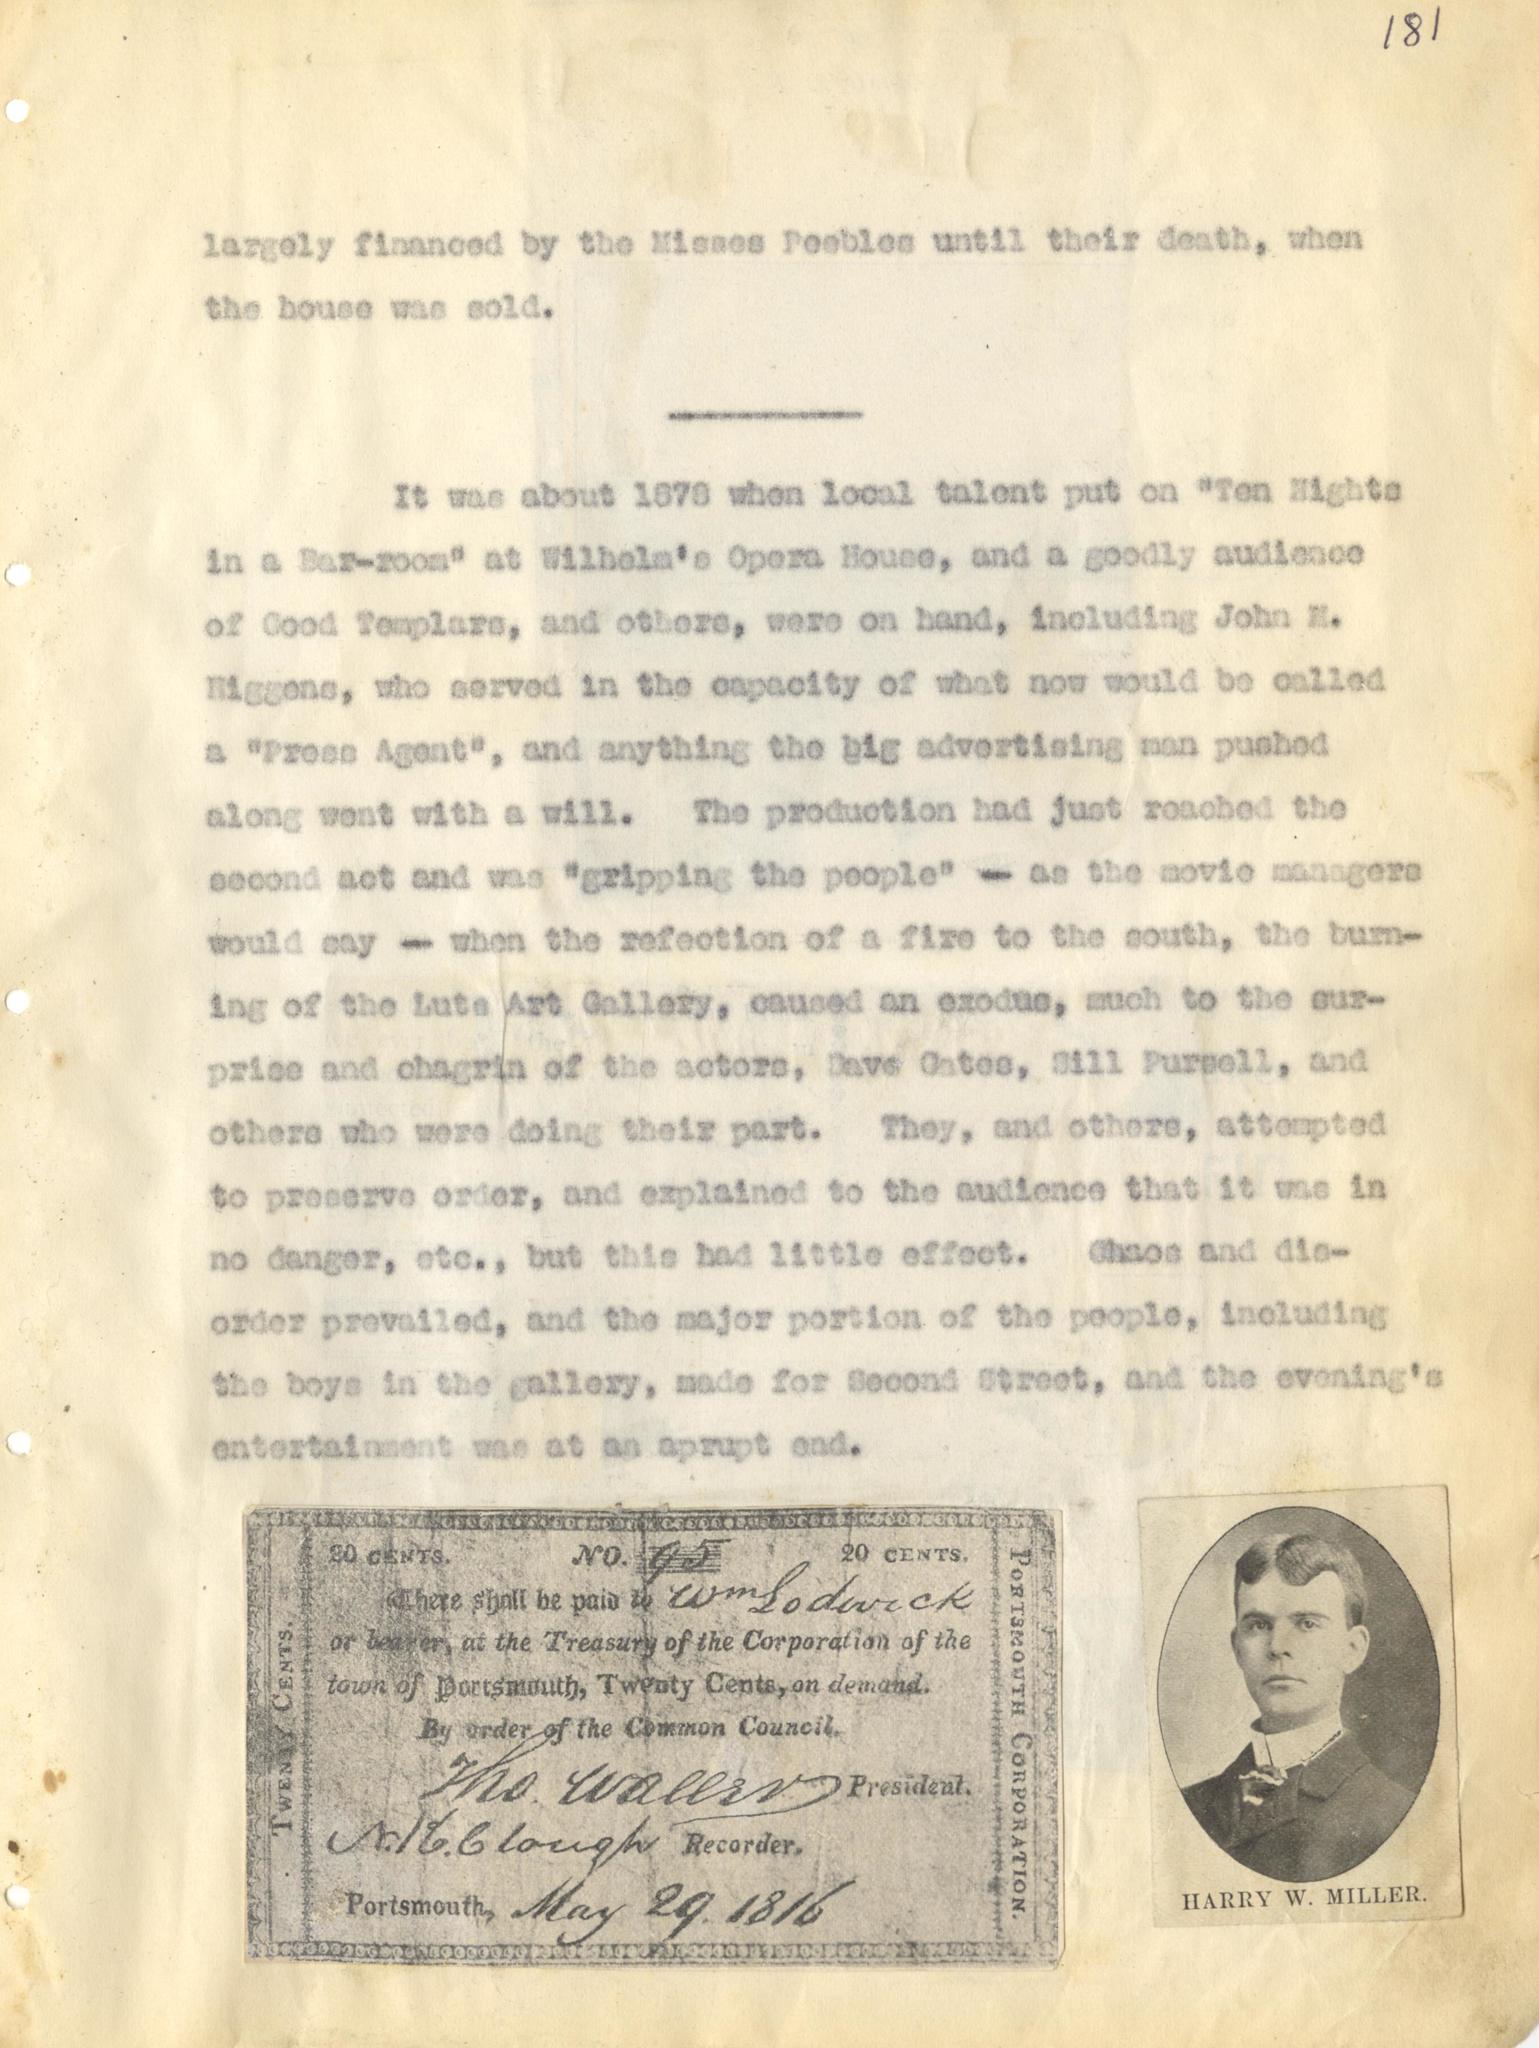 181
largely financed by the Misses Peebles until their death, when
the house was sold.
It was about 1878 when local talent put on "Ten Nights
in a Bar-room" at Wilhelm's Opera House, and a goodly audience
of Good Templars, and others, were on hand, including John M.
Higgens, who served in the capacity of what now would be called
a "Press Agent", and anything the big advertising man pushed
along went with a will. The production had just reached the
second act and was "gripping the people" - as the movie managers
would say - when the refection of a fire to the south, the burn-
ing of the Lute Art Gallery, caused an exodus, much to the sur-
prise and chagrin of the actors, Dave Gates, Bill Pursell, and
others who were doing their part. They, and others, attempted
to preserve order, and explained to the audience that it was in
no danger, etc., but this had little effect. Chaos and dis-
order prevailed, and the major portion of the people, including
the boys in the gallery, made for Second Street, and the evening's
entertainment was at an aprupt end.
20 CENTS. NO. 95 20 CENTS.
There shall be paid to Wm Lodwick
or bearer, at the Treasury of the Corporation of the
town of Portsmouth, Twenty Cents, on demand.
By order of the Common Council.
Tho. Waller President.
N.K. Clough Recorder.
Portsmouth, May 29. 1816
TWENTY CENTS.
PORTSMOUTH CORPORATION.
HARRY W. MILLER.